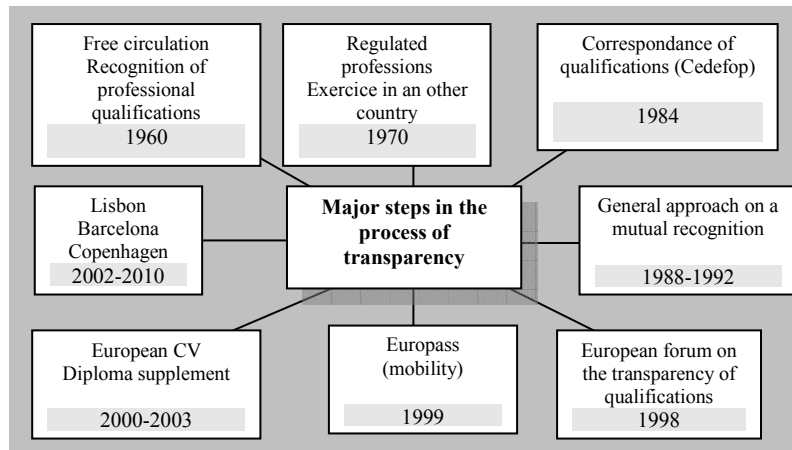 Free circulation
Recognition of
professional
qualifications
1960
Regulated
professions
Exercice in an other
country
1970
Correspondance of
qualifications (Cedefop)
1984
Lisbon
Barcelona
Copenhagen
2002-2010
Major steps in the
process of
transparency
General approach on a
mutual recognition
1988-1992
European CV
Diploma supplement
2000-2003
Europass
(mobility)
1999
European forum on
the transparency of
qualifications
1998